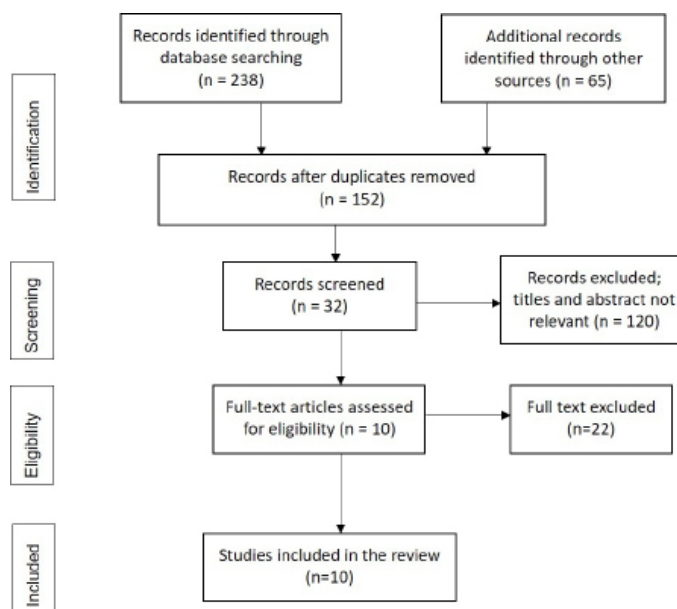 Records identified through
database searching
(n = 238)
Additional records
identified through other
sources (n = 65)
Identification
Records after duplicates removed
(n = 152)
Screening
Records screened
(n = 32)
Records excluded;
titles and abstract not
relevant (n = 120)
Eligibility
Full-text articles assessed
for eligibility (n = 10)
Full text excluded
(n=22)
Included
Studies included in the review
(n=10)